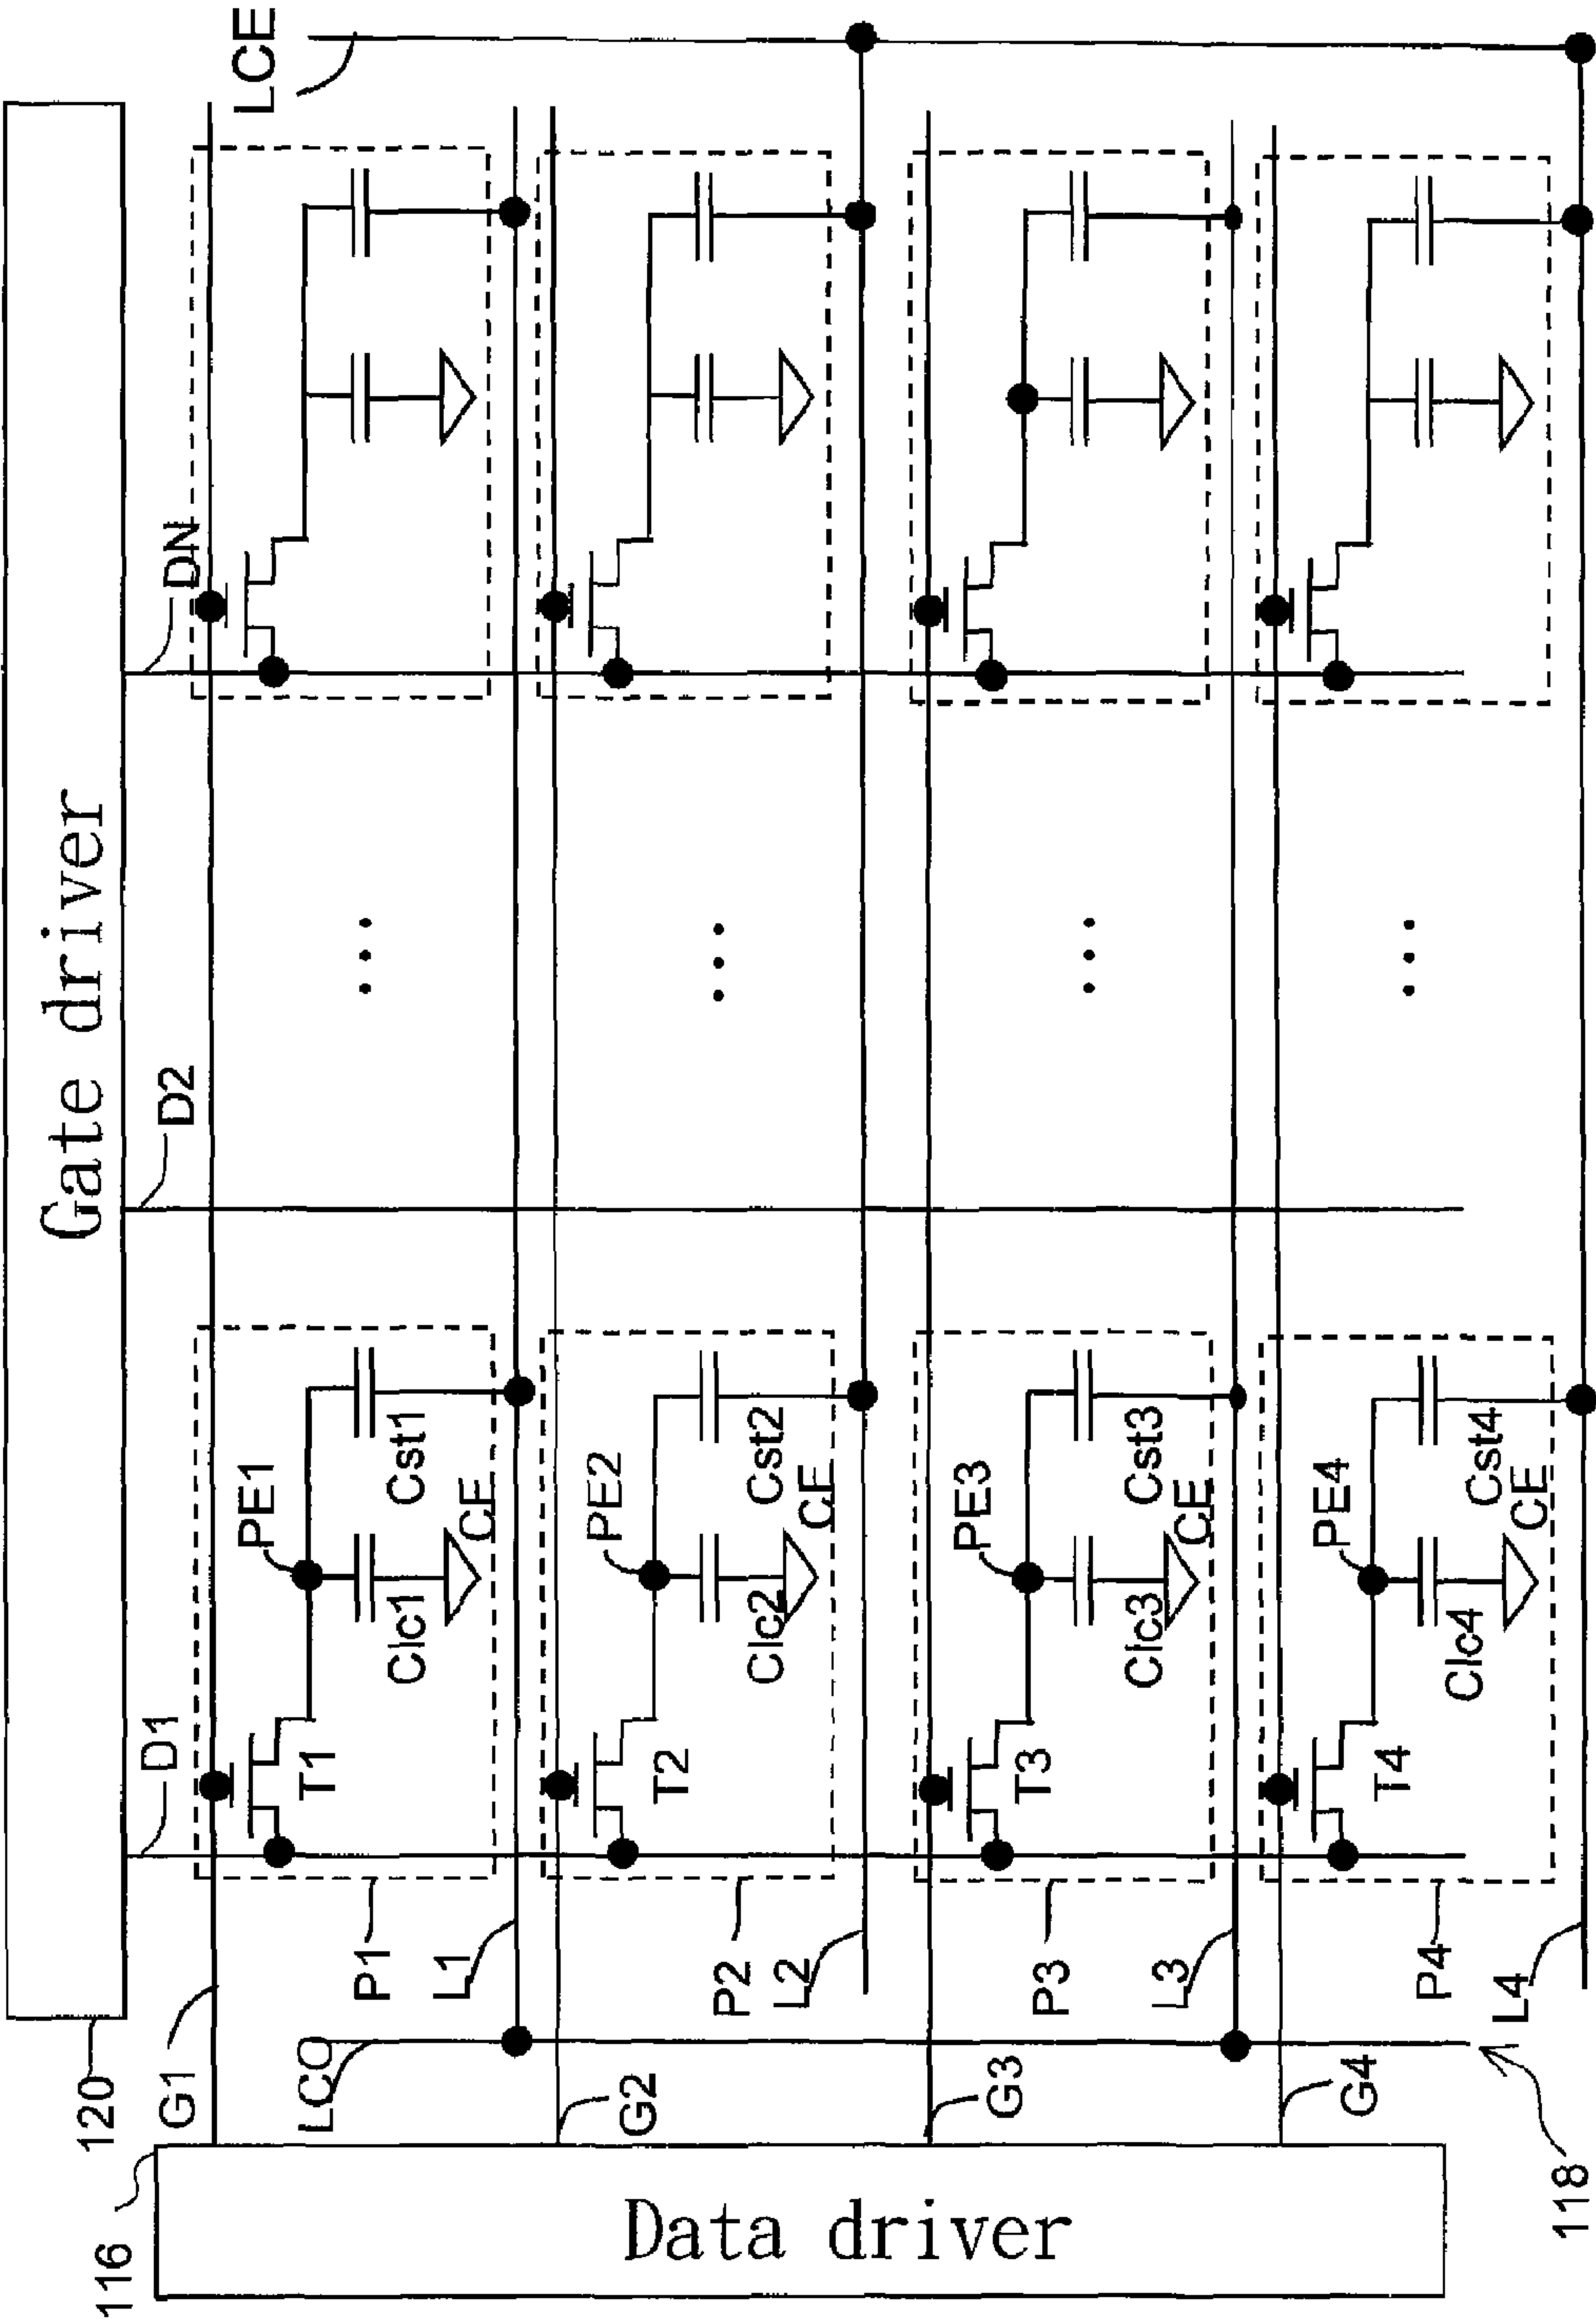 Gate driver
120
D1
D2
DN
LCE
G1
T1
PE1
Clc1
Cst1
CE
P1
L1
LCO
G2
T2
PE2
Clc2
Cst2
CE
P2
L2
G3
T3
PE3
Clc3
Cst3
CE
P3
L3
G4
T4
PE4
Clc4
Cst4
CE
P4
L4
116
Data driver
118